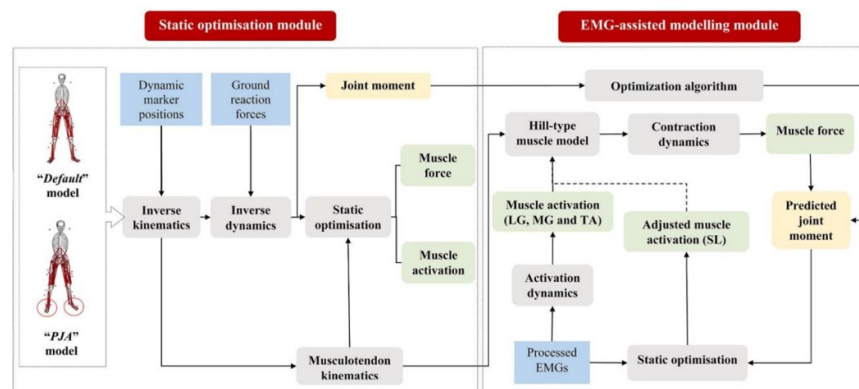 Static optimisation module
EMG-assisted modelling module
"Default"
model
"PJA"
model
Dynamic
marker
positions
Ground
reaction
forces
Joint moment
Inverse
kinematics
Inverse
dynamics
Static
optimisation
Muscle
force
Muscle
activation
Musculotendon
kinematics
Optimization algorithm
Hill-type
muscle model
Contraction
dynamics
Muscle force
Muscle activation
(LG, MG and TA)
Adjusted muscle
activation (SL)
Predicted
joint
moment
Activation
dynamics
Processed
EMGs
Static optimisation